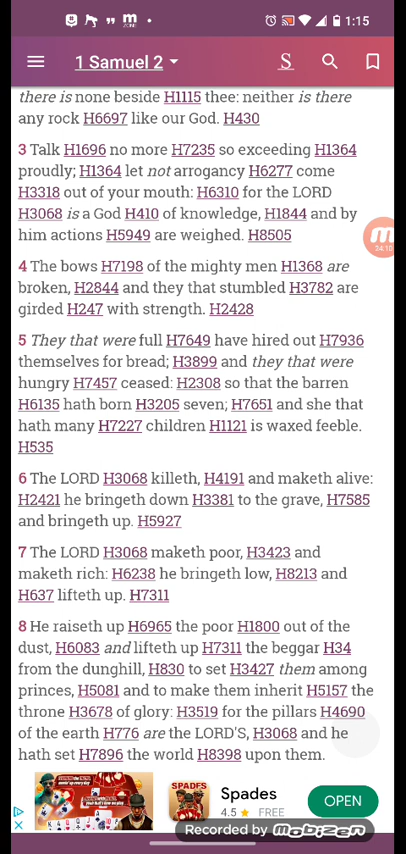 1:15
1 Samuel 2
S
there is none beside H1115 thee: neither is there
any rock H6697 like our God. H430
3 Talk H1696 no more H7235 so exceeding H1364
proudly; H1364 let not arrogancy H6277 come
H3318 out of your mouth: H6310 for the LORD
H3068 is a God H410 of knowledge, H1844 and by
him actions H5949 are weighed. H8505
4 The bows H7198 of the mighty men H1368 are
broken, H2844 and they that stumbled H3782 are
girded H247 with strength. H2428
5 They that were full H7649 have hired out H7936
themselves for bread; H3899 and they that were
hungry H7457 ceased: H2308 so that the barren
H6135 hath born H3205 seven; H7651 and she that
hath many H7227 children H1121 is waxed feeble.
H535
6 The LORD H3068 killeth, H4191 and maketh alive:
H2421 he bringeth down H3381 to the grave, H7585
and bringeth up. H5927
7 The LORD H3068 maketh poor, H3423 and
maketh rich: H6238 he bringeth low, H8213 and
H637 lifteth up. H7311
8 He raiseth up H6965 the poor H1800 out of the
dust, H6083 and lifteth up H7311 the beggar H34
from the dunghill, H830 to set H3427 them among
princes, H5081 and to make them inherit H5157 the
throne H3678 of glory: H3519 for the pillars H4690
of the earth H776 are the LORD'S, H3068 and he
hath set H7896 the world H8398 upon them.
SPADES
Spades
4.5 ★ FREE
OPEN
Recorded by mobizen